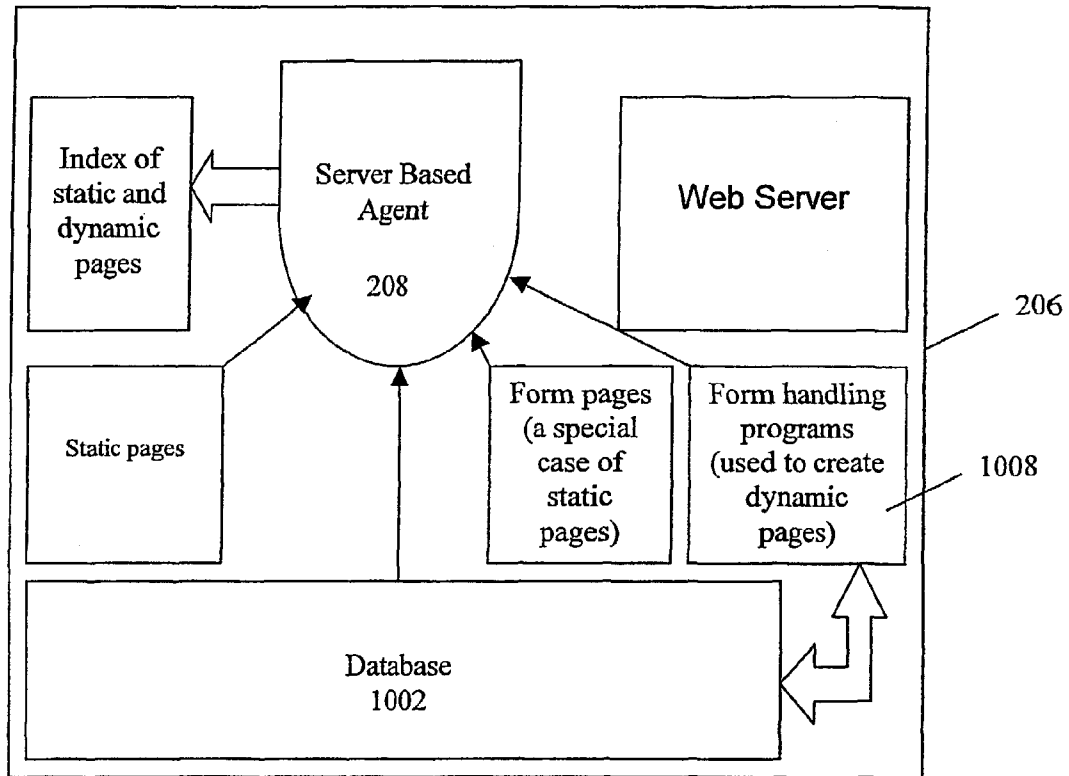 Index of
static and
dynamic
pages
Server Based
Agent
208
Web Server
206
Static pages
Form pages
(a special
case of
static
pages)
Form handling
programs
(used to create
dynamic
pages)
1008
Database
1002